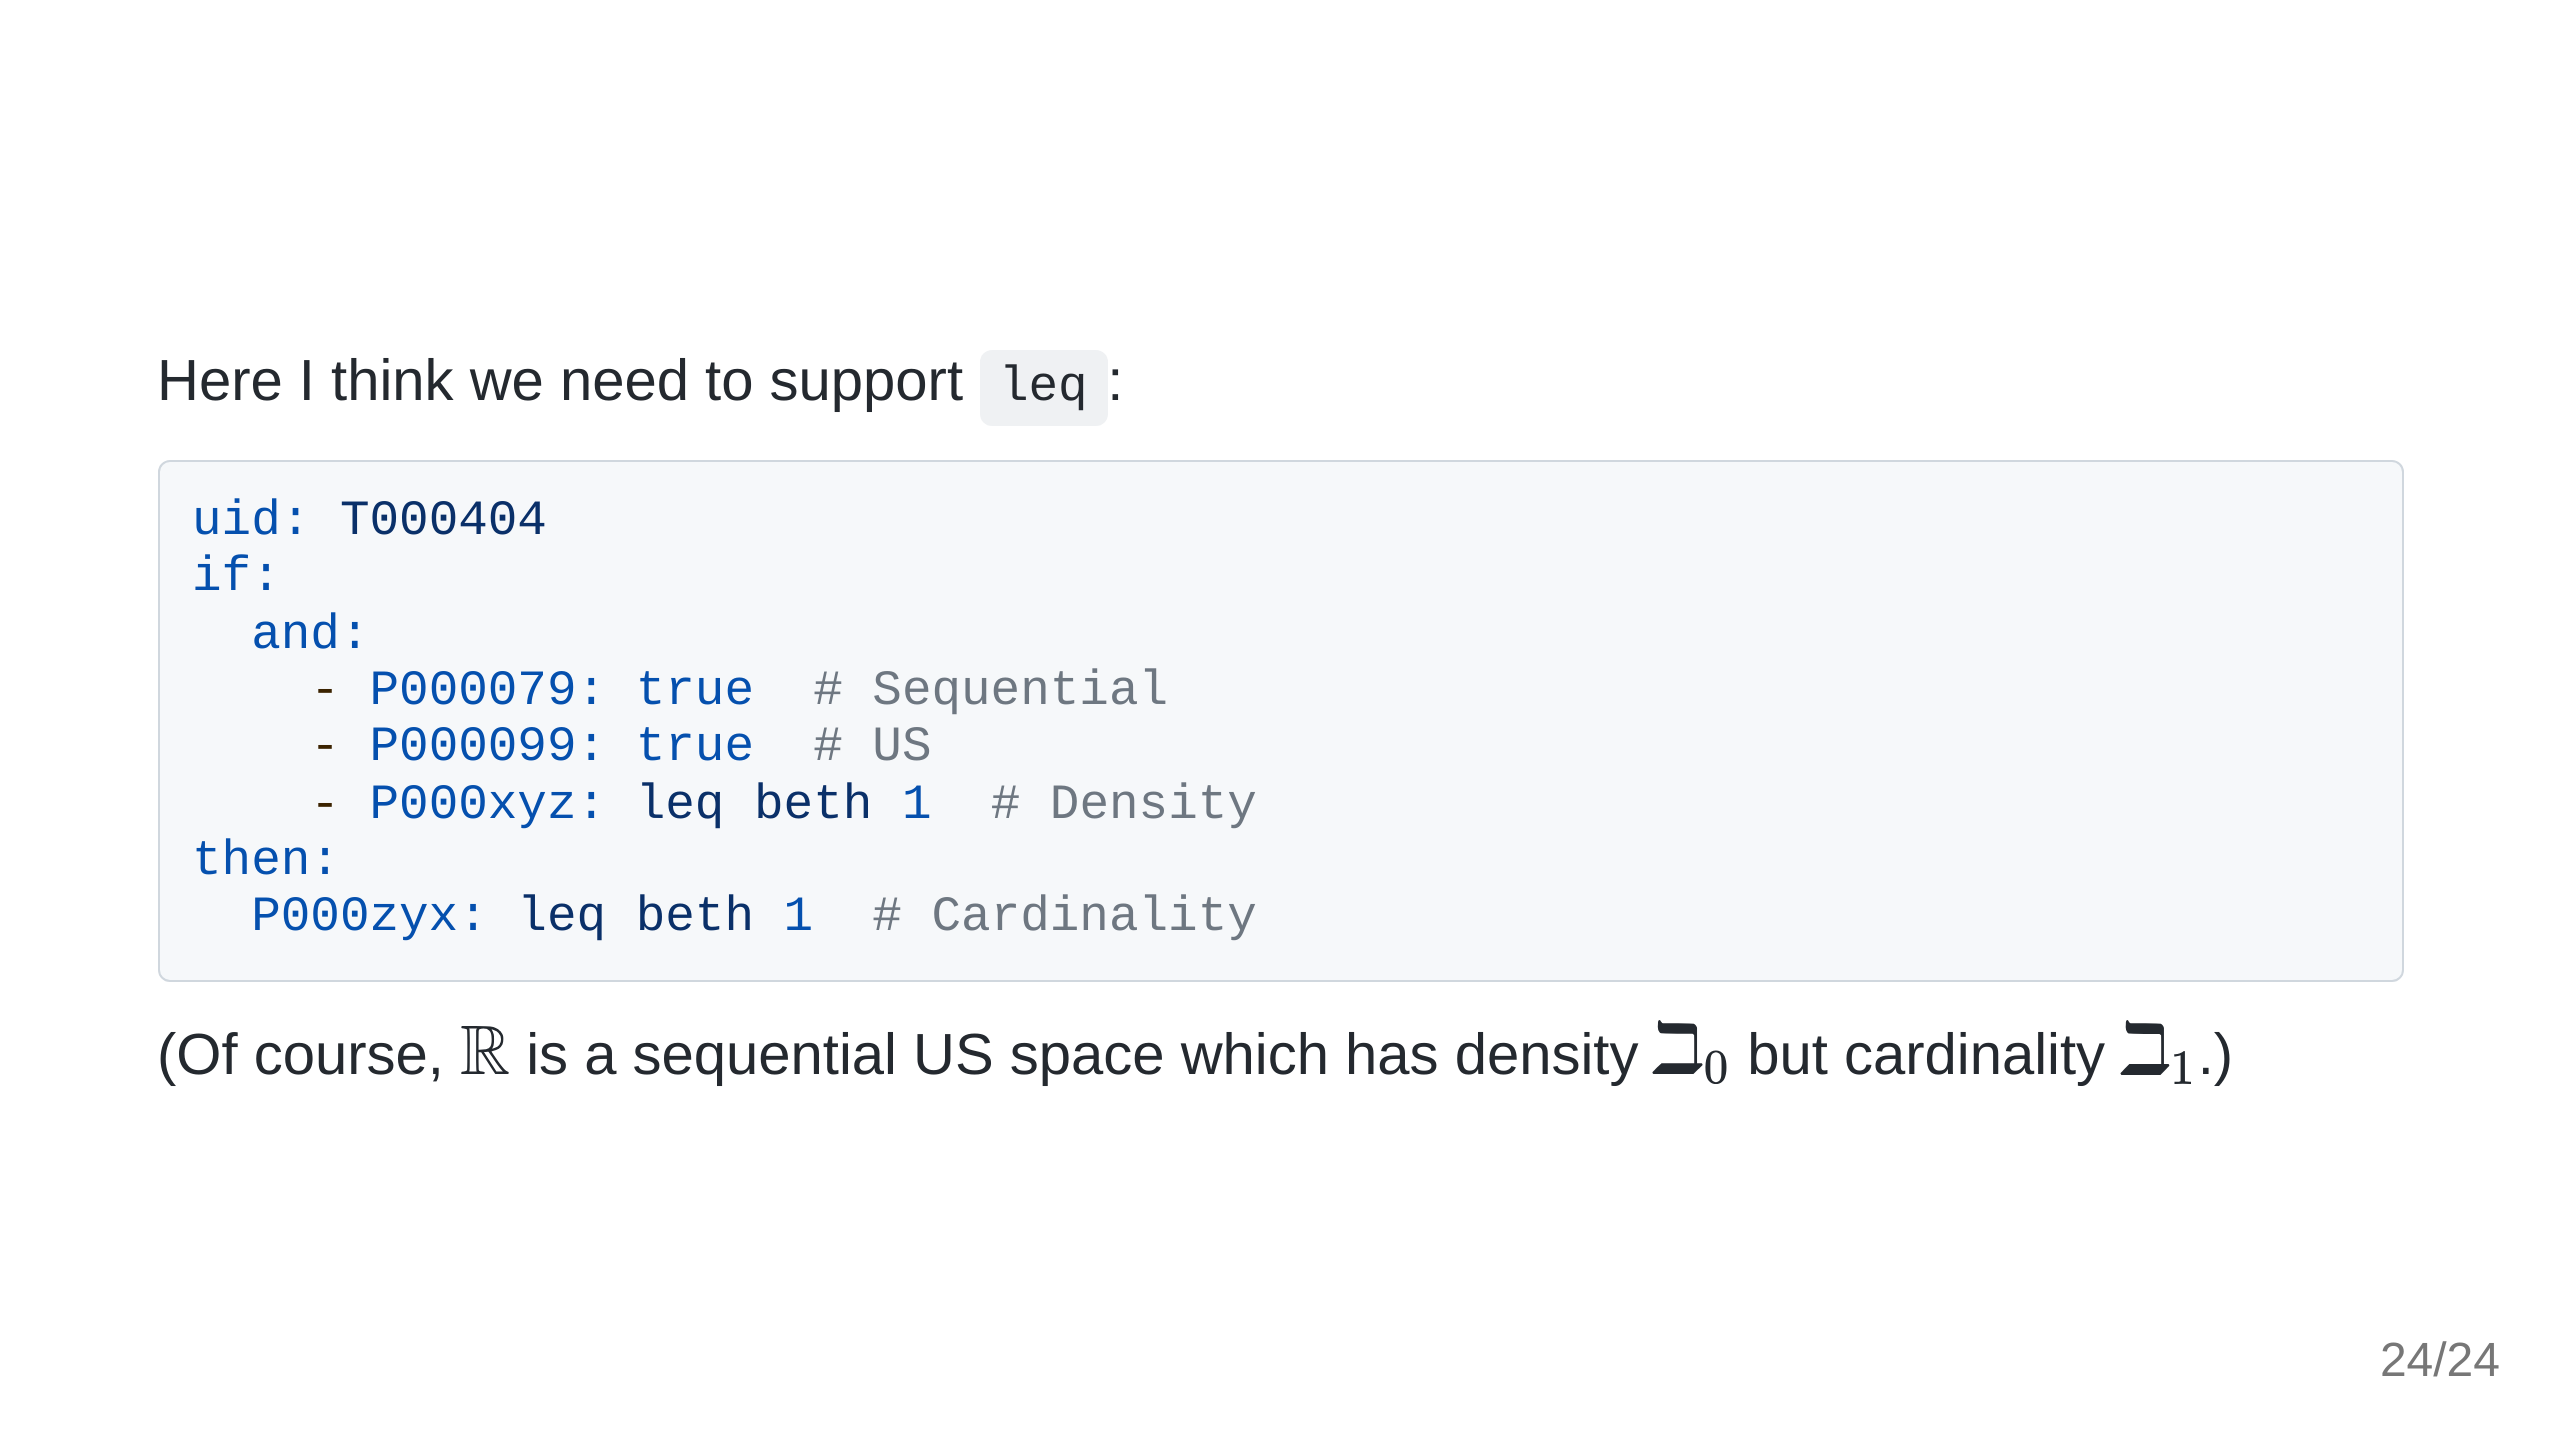 Here I think we need to support leq:
uid: T000404
if:
  and:
    - P000079: true  # Sequential
    - P000099: true  # US
    - P000xyz: leq beth 1  # Density
then:
  P000zyx: leq beth 1  # Cardinality
(Of course, ℝ is a sequential US space which has density ℶ₀ but cardinality ℶ₁.)
24/24